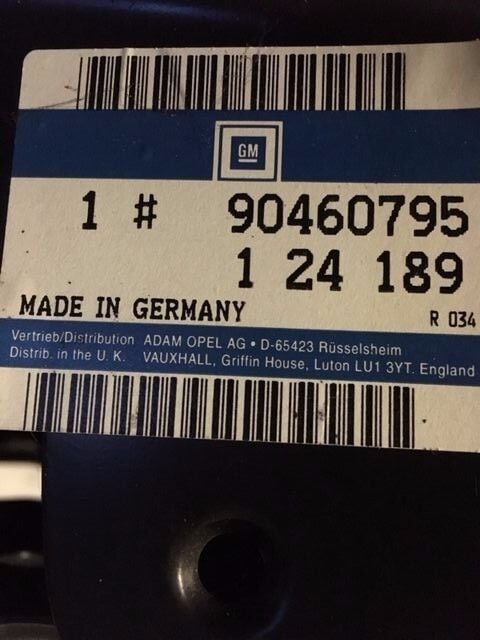 GM
1 # 90460795
1 24 189
MADE IN GERMANY R 034
Vertrieb/Distribution ADAM OPEL AG • D-65423 Rüsselsheim
Distrib. in the U. K. VAUXHALL, Griffin House, Luton LU1 3YT. England